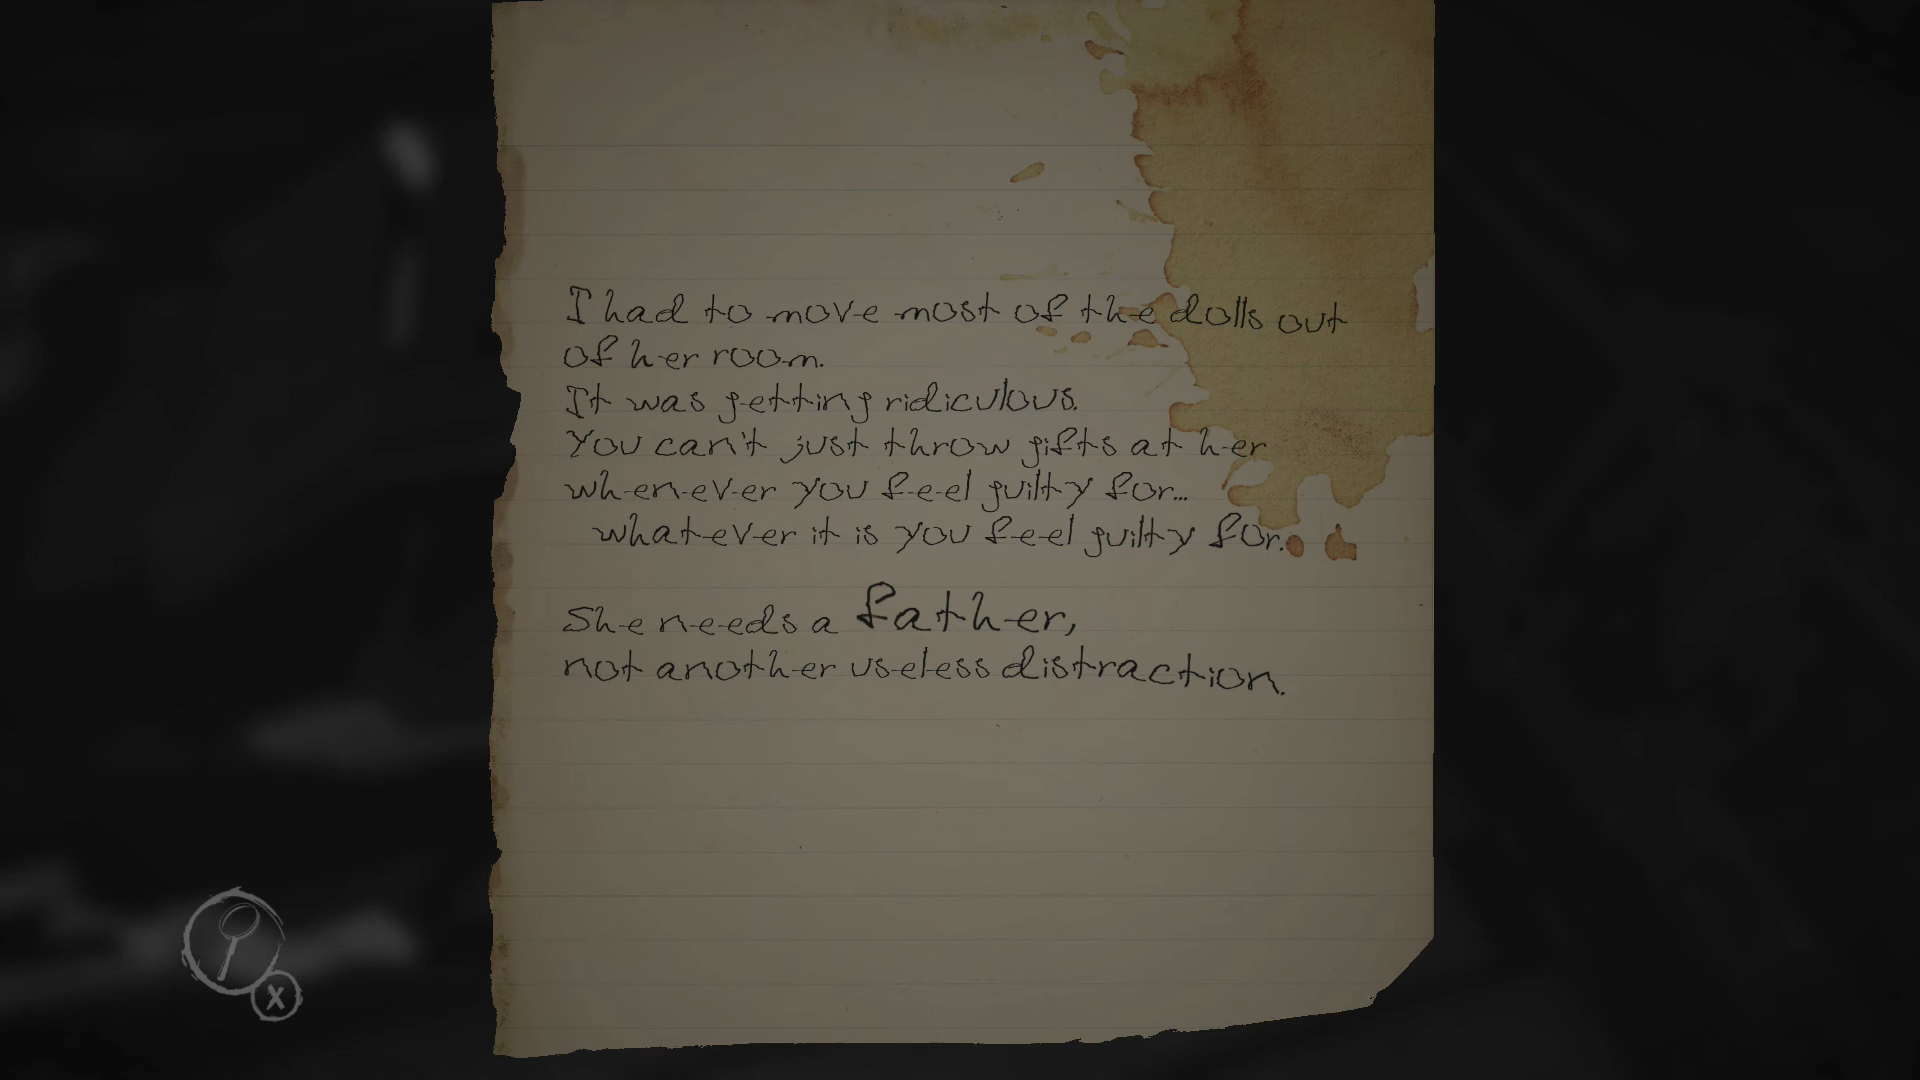 I had to move most of the dolls out
of her room.
It was getting ridiculous.
You can't just throw gifts at her
whenever you feel guilty for...
whatever it is you feel guilty for.
She needs a father,
not another useless distraction.
X